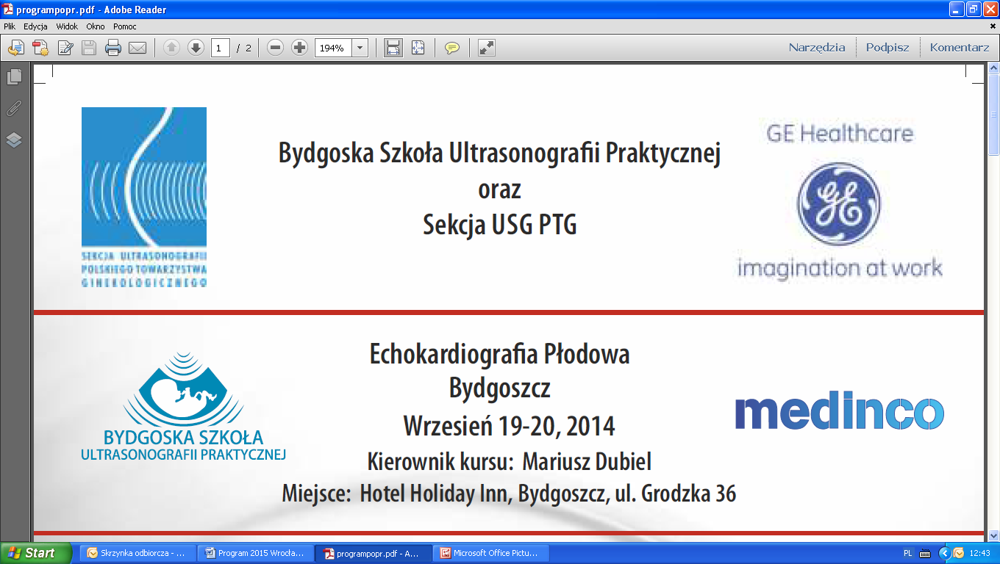 programpopr.pdf - Adobe Reader
Plik Edycja Widok Okno Pomoc
1 / 2 194% Narzędzia Podpisz Komentarz
Bydgoska Szkoła Ultrasonografii Praktycznej
oraz
Sekcja USG PTG
SEKCJA ULTRASONOGRAFII
POLSKIEGO TOWARZYSTWA
GINEKOLOGICZNEGO
GE Healthcare
GE
imagination at work
Echokardiografia Płodowa
Bydgoszcz
Wrzesień 19-20, 2014
Kierownik kursu: Mariusz Dubiel
Miejsce: Hotel Holiday Inn, Bydgoszcz, ul. Grodzka 36
BYDGOSKA SZKOŁA
ULTRASONOGRAFII PRAKTYCZNEJ
medinco
Start Skrzynka odbiorcza - ... Program 2015 Wrocła... programpopr.pdf - A... Microsoft Office Pictu... PL 12:43